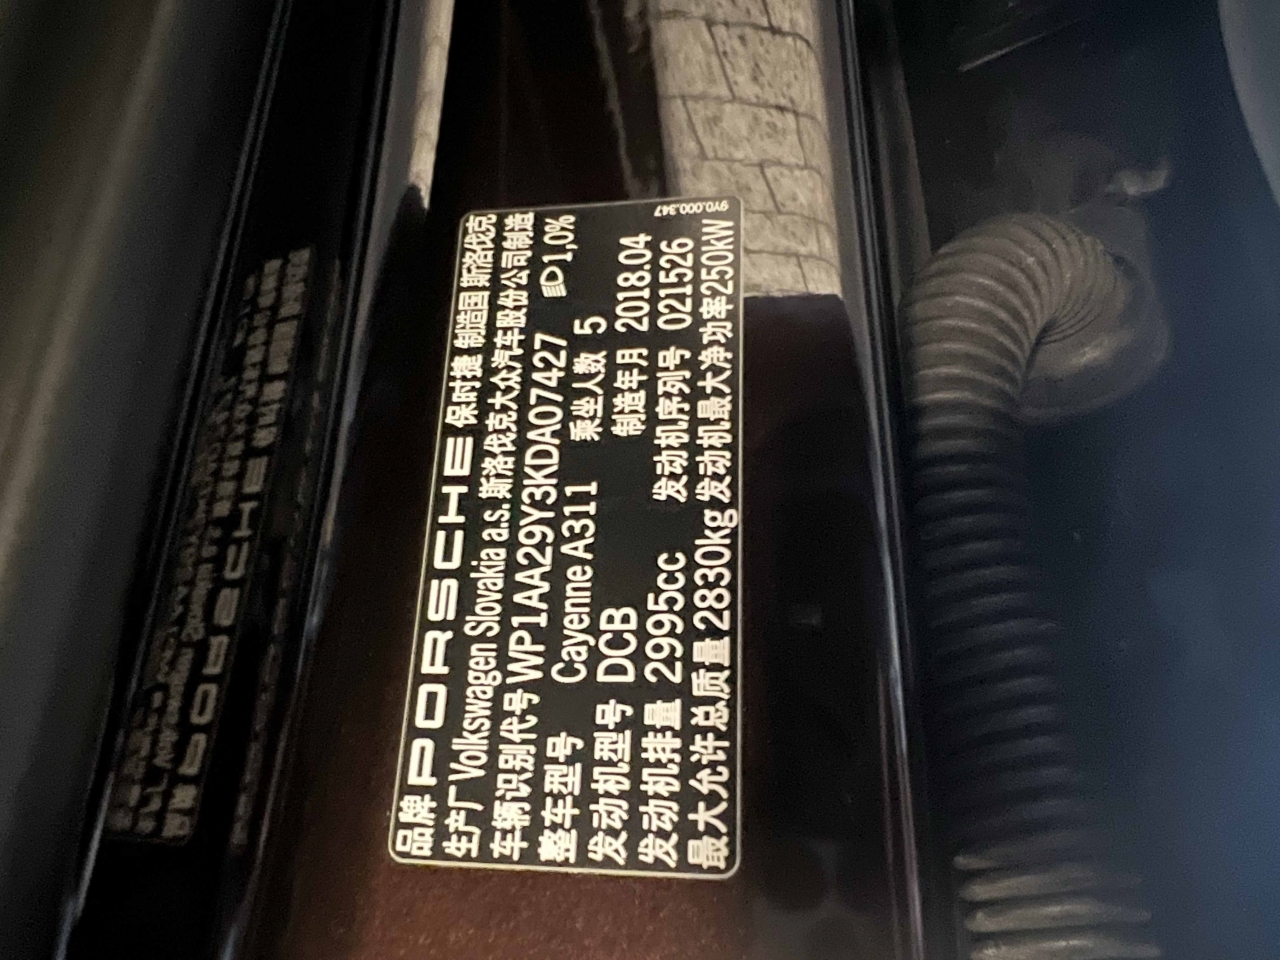 品牌 PORSCHE 保时捷 制造国 斯洛伐克
生产厂 Volkswagen Slovakia a.s. 斯洛伐克大众汽车股份公司制造
车辆识别代号 WP1AA29Y3KDA07427 1,0%
整车型号 Cayenne A311 乘坐人数 5
发动机型号 DCB 制造年月 2018.04
发动机排量 2995cc 发动机序列号 021526
最大允许总质量 2830kg 发动机最大净功率 250kW
9Y0.000.347